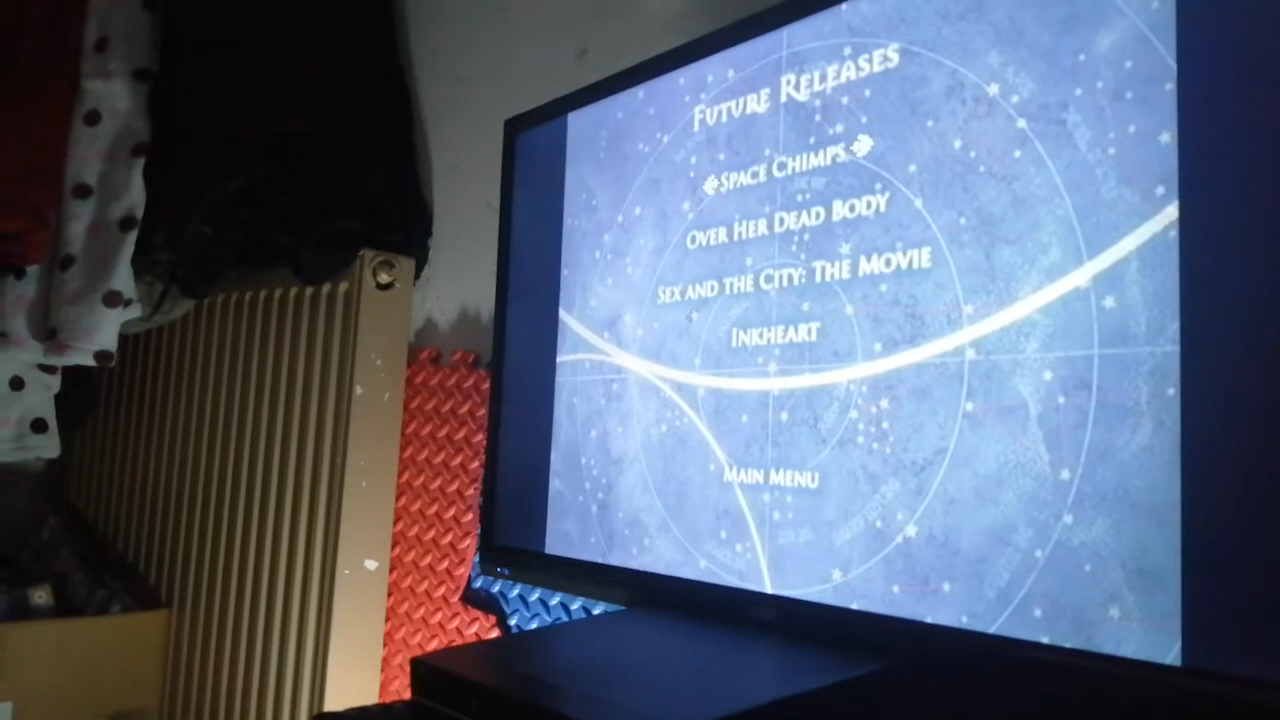 Future Releases
Space Chimps
Over Her Dead Body
Sex and the City: The Movie
Inkheart
Main Menu